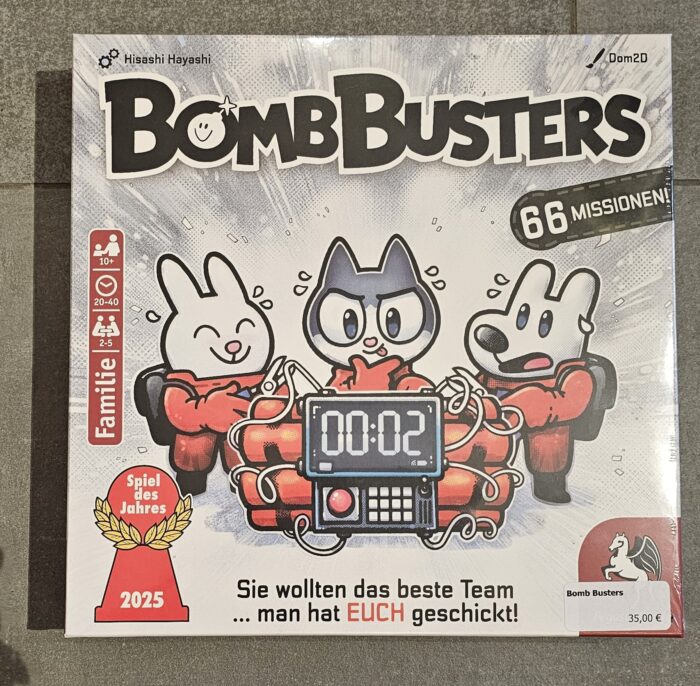 Hisashi Hayashi
Dom2D
BOMBBUSTERS
66 MISSIONEN!
10+
20-40
2-5
Familie
00:02
Spiel
des
Jahres
2025
Sie wollten das beste Team
... man hat EUCH geschickt!
Bomb Busters
35,00 €